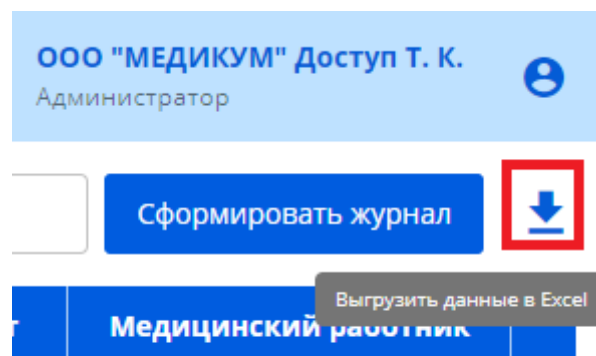 ООО "МЕДИКУМ" Доступ Т. К.
Администратор
Сформировать журнал
Выгрузить данные в Excel
т
Медицинский работник